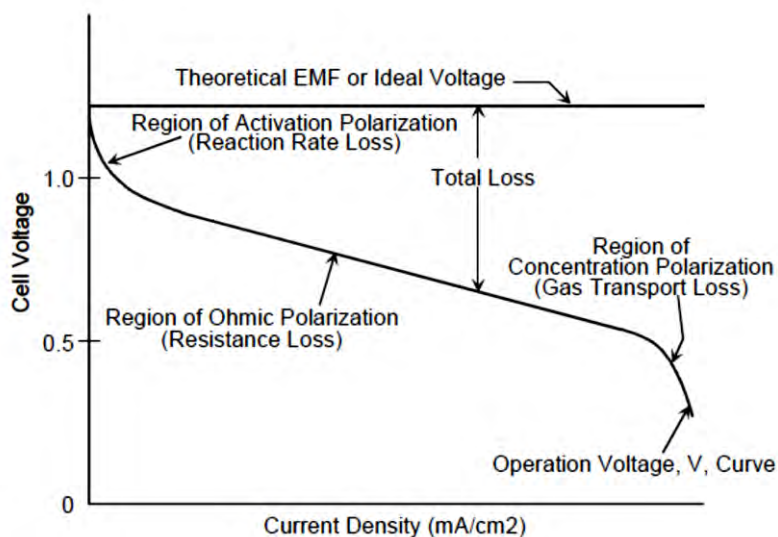 Theoretical EMF or Ideal Voltage
Region of Activation Polarization
(Reaction Rate Loss)
Total Loss
1.0
Cell Voltage
Region of
Concentration Polarization
(Gas Transport Loss)
Region of Ohmic Polarization
(Resistance Loss)
0.5
Operation Voltage, V, Curve
0
Current Density (mA/cm2)